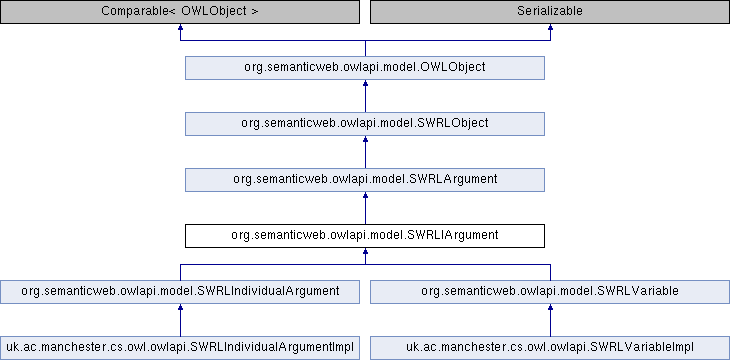 Comparable< OWLObject >
Serializable
org.semanticweb.owlapi.model.OWLObject
org.semanticweb.owlapi.model.SWRLObject
org.semanticweb.owlapi.model.SWRLArgument
org.semanticweb.owlapi.model.SWRLIArgument
org.semanticweb.owlapi.model.SWRLIndividualArgument
org.semanticweb.owlapi.model.SWRLVariable
uk.ac.manchester.cs.owl.owlapi.SWRLIndividualArgumentImpl
uk.ac.manchester.cs.owl.owlapi.SWRLVariableImpl